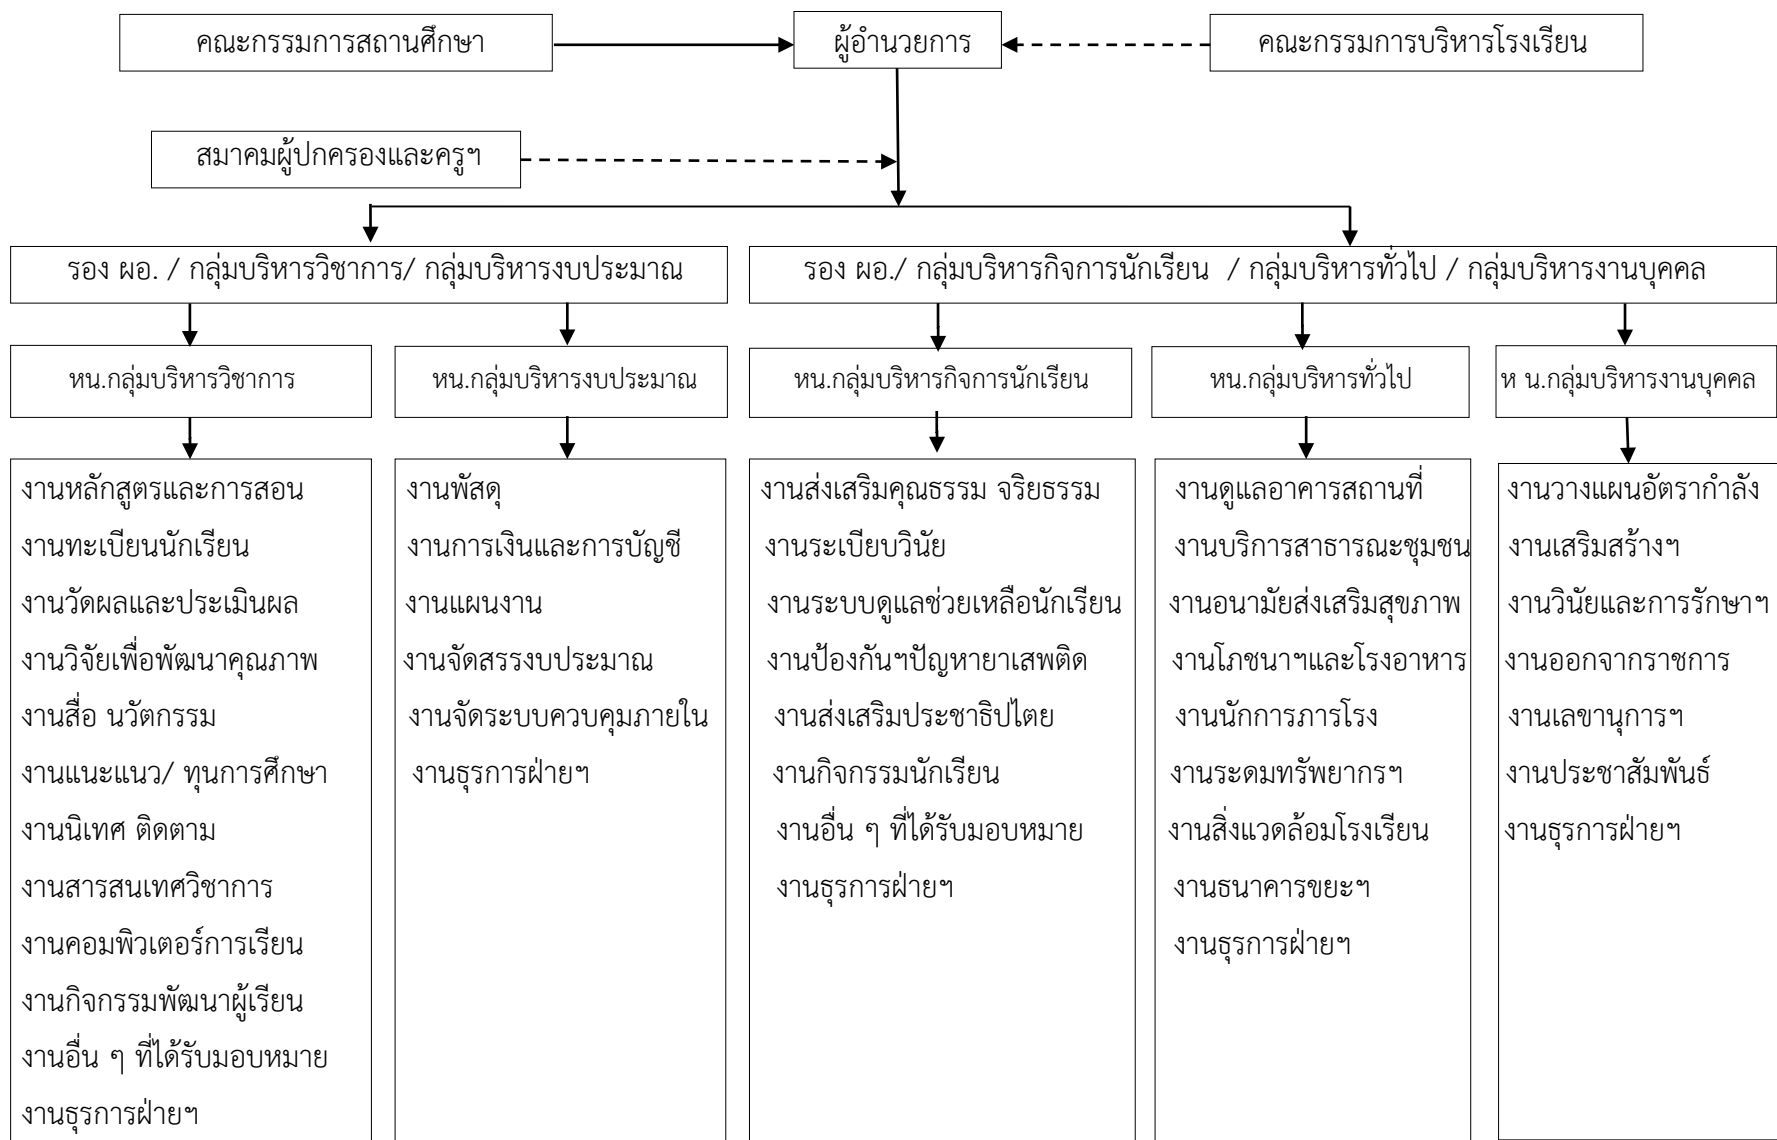 คณะกรรมการสถานศึกษา
ผู้อำนวยการ
คณะกรรมการบริหารโรงเรียน
สมาคมผู้ปกครองและครูฯ
รอง ผอ. / กลุ่มบริหารวิชาการ/ กลุ่มบริหารงบประมาณ
รอง ผอ./ กลุ่มบริหารกิจการนักเรียน / กลุ่มบริหารทั่วไป / กลุ่มบริหารงานบุคคล
หน.กลุ่มบริหารวิชาการ
หน.กลุ่มบริหารงบประมาณ
หน.กลุ่มบริหารกิจการนักเรียน
หน.กลุ่มบริหารทั่วไป
ห น.กลุ่มบริหารงานบุคคล
งานหลักสูตรและการสอน
งานทะเบียนนักเรียน
งานวัดผลและประเมินผล
งานวิจัยเพื่อพัฒนาคุณภาพ
งานสื่อ นวัตกรรม
งานแนะแนว/ ทุนการศึกษา
งานนิเทศ ติดตาม
งานสารสนเทศวิชาการ
งานคอมพิวเตอร์การเรียน
งานกิจกรรมพัฒนาผู้เรียน
งานอื่น ๆ ที่ได้รับมอบหมาย
งานธุรการฝ่ายฯ
งานพัสดุ
งานการเงินและการบัญชี
งานแผนงาน
งานจัดสรรงบประมาณ
งานจัดระบบควบคุมภายใน
งานธุรการฝ่ายฯ
งานส่งเสริมคุณธรรม จริยธรรม
งานระเบียบวินัย
งานระบบดูแลช่วยเหลือนักเรียน
งานป้องกันฯปัญหายาเสพติด
งานส่งเสริมประชาธิปไตย
งานกิจกรรมนักเรียน
งานอื่น ๆ ที่ได้รับมอบหมาย
งานธุรการฝ่ายฯ
งานดูแลอาคารสถานที่
งานบริการสาธารณะชุมชน
งานอนามัยส่งเสริมสุขภาพ
งานโภชนาฯและโรงอาหาร
งานนักการภารโรง
งานระดมทรัพยากรฯ
งานสิ่งแวดล้อมโรงเรียน
งานธนาคารขยะฯ
งานธุรการฝ่ายฯ
งานวางแผนอัตรากำลัง
งานเสริมสร้างฯ
งานวินัยและการรักษาฯ
งานออกจากราชการ
งานเลขานุการฯ
งานประชาสัมพันธ์
งานธุรการฝ่ายฯ